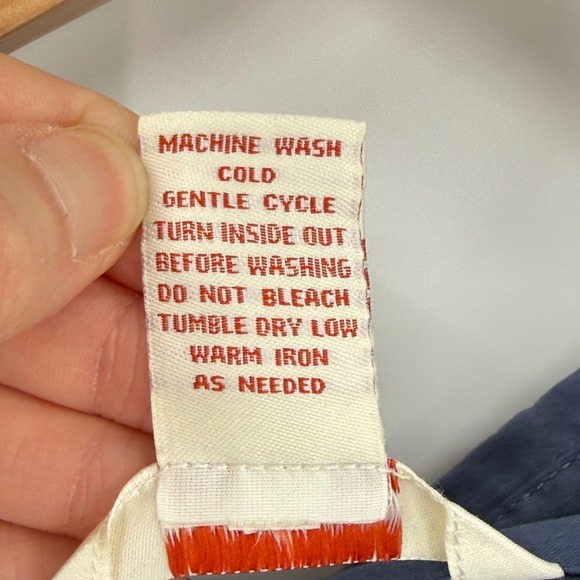 MACHINE WASH
COLD
GENTLE CYCLE
TURN INSIDE OUT
BEFORE WASHING
DO NOT BLEACH
TUMBLE DRY LOW
WARM IRON
AS NEEDED